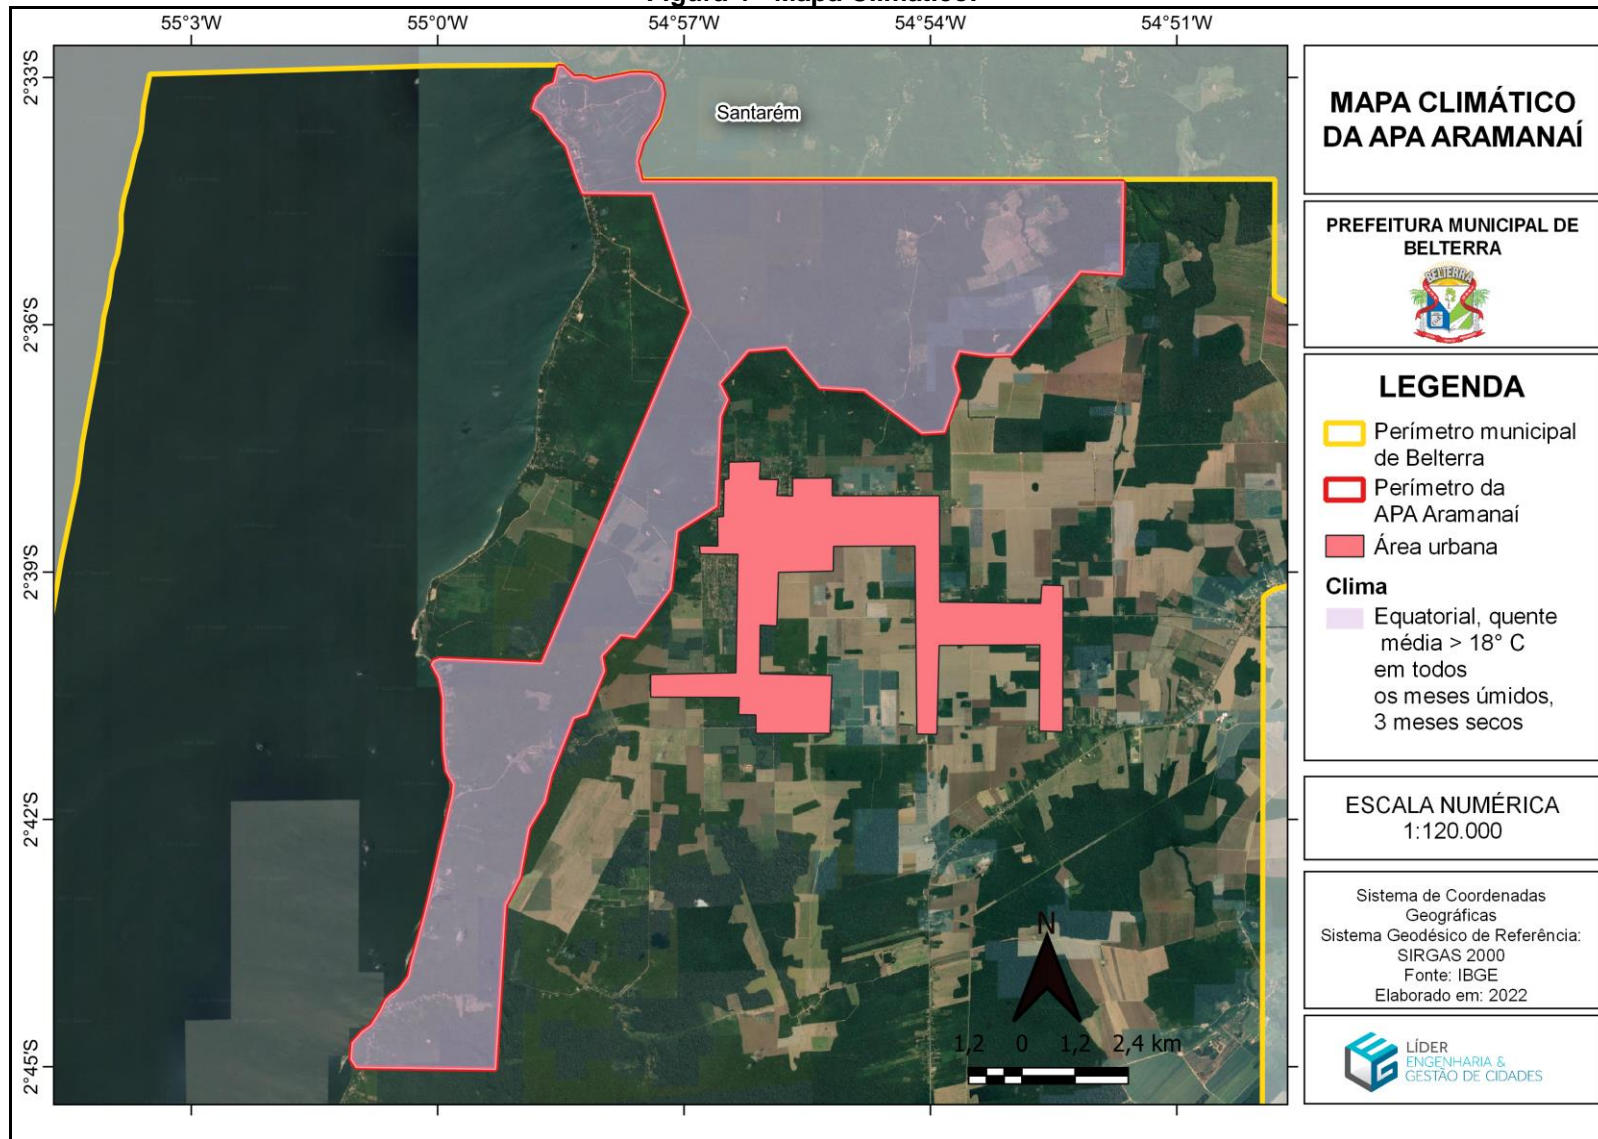 55°3'W 55°0'W 54°57'W 54°54'W 54°51'W
2°33'S
2°36'S
2°39'S
2°42'S
2°45'S
Santarém
N
1,2 0 1,2 2,4 km
MAPA CLIMÁTICO
DA APA ARAMANAÍ
PREFEITURA MUNICIPAL DE
BELTERRA
BELTERRA
LEGENDA
Perímetro municipal
de Belterra
Perímetro da
APA Aramanaí
Área urbana
Clima
Equatorial, quente
média > 18° C
em todos
os meses úmidos,
3 meses secos
ESCALA NUMÉRICA
1:120.000
Sistema de Coordenadas
Geográficas
Sistema Geodésico de Referência:
SIRGAS 2000
Fonte: IBGE
Elaborado em: 2022
LÍDER
ENGENHARIA &
GESTÃO DE CIDADES